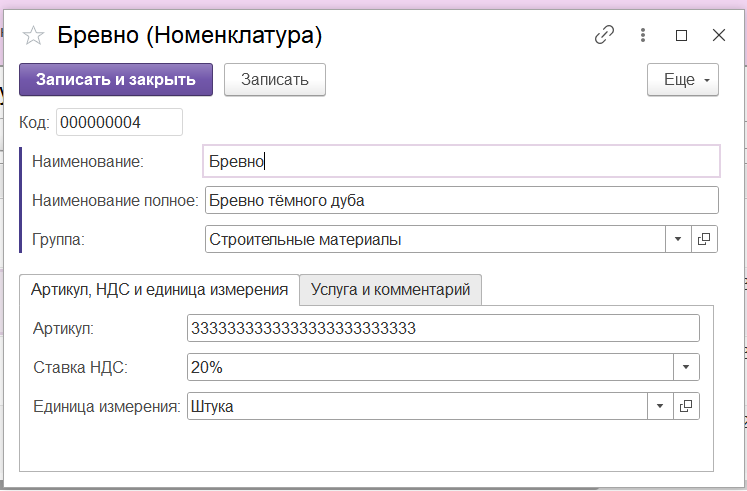 Бревно (Номенклатура)
Записать и закрыть Записать Еще
Код: 000000004
Наименование: Бревно
Наименование полное: Бревно тёмного дуба
Группа: Строительные материалы
Артикул, НДС и единица измерения Услуга и комментарий
Артикул: 3333333333333333333333333
Ставка НДС: 20%
Единица измерения: Штука